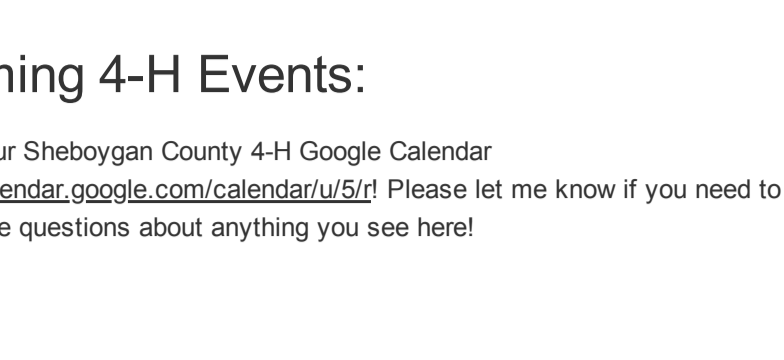 ning 4-H Events:
ur Sheboygan County 4-H Google Calendar
endar.google.com/calendar/u/5/r! Please let me know if you need to
e questions about anything you see here!